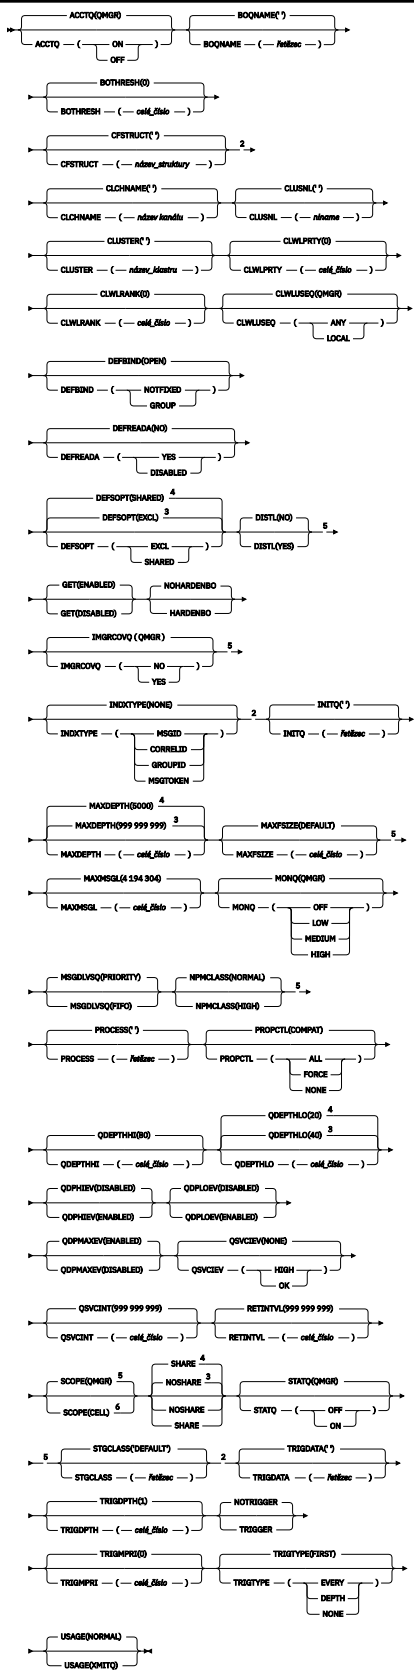 ACCTQ(QMGR) BOQNAME(' ')
ACCTQ ( ON ) BOQNAME ( řetězec )
OFF
BOTHRESH(0)
BOTHRESH ( celé_číslo )
CFSTRUCT(' ') 2
CFSTRUCT ( název_struktury )
CLCHNAME(' ') CLUSNL(' ')
CLCHNAME ( název kanálu ) CLUSNL ( nlname )
CLUSTER(' ') CLWLPRTY(0)
CLUSTER ( název_klastru ) CLWLPRTY ( celé_číslo )
CLWLRANK(0) CLWLUSEQ(QMGR)
CLWLRANK ( celé_číslo ) CLWLUSEQ ( ANY )
LOCAL
DEFBIND(OPEN)
DEFBIND ( NOTFIXED )
GROUP
DEFREADA(NO)
DEFREADA ( YES )
DISABLED
DEFSOPT(SHARED) 4
DEFSOPT(EXCL) 3 DISTL(NO) 5
DEFSOPT ( EXCL ) DISTL(YES)
SHARED
GET(ENABLED) NOHARDENBO
GET(DISABLED) HARDENBO
IMGRCOVQ ( QMGR ) 5
IMGRCOVQ ( NO )
YES
INDXTYPE(NONE) 2 INITQ(' ')
INDXTYPE ( MSGID ) INITQ ( řetězec )
CORRELID
GROUPID
MSGTOKEN
MAXDEPTH(5000) 4
MAXDEPTH(999 999 999) 3 MAXFSIZE(DEFAULT) 5
MAXDEPTH ( celé_číslo ) MAXFSIZE ( celé_číslo )
MAXMSGL(4 194 304) MONQ(QMGR)
MAXMSGL ( celé_číslo ) MONQ ( OFF )
LOW
MEDIUM
HIGH
MSGDLVSQ(PRIORITY) NPMCLASS(NORMAL) 5
MSGDLVSQ(FIFO) NPMCLASS(HIGH)
PROCESS(' ') PROPCTL(COMPAT)
PROCESS ( řetězec ) PROPCTL ( ALL )
FORCE
NONE
QDEPTHLO(20) 4
QDEPTHHI(80) QDEPTHLO(40) 3
QDEPTHHI ( celé_číslo ) QDEPTHLO ( celé_číslo )
QDPHIEV(DISABLED) QDPLOEV(DISABLED)
QDPHIEV(ENABLED) QDPLOEV(ENABLED)
QDPMAXEV(ENABLED) QSVCIEV(NONE)
QDPMAXEV(DISABLED) QSVCIEV ( HIGH )
OK
QSVCINT(999 999 999) RETINTVL(999 999 999)
QSVCINT ( celé_číslo ) RETINTVL ( celé_číslo )
SHARE 4
SCOPE(QMGR) 5 NOSHARE 3 STATQ(QMGR)
SCOPE(CELL) 6 NOSHARE STATQ ( OFF )
SHARE ON
5 STGCLASS('DEFAULT') 2 TRIGDATA(' ')
STGCLASS ( řetězec ) TRIGDATA ( řetězec )
TRIGDPTH(1) NOTRIGGER
TRIGDPTH ( celé_číslo ) TRIGGER
TRIGMPRI(0) TRIGTYPE(FIRST)
TRIGMPRI ( celé_číslo ) TRIGTYPE ( EVERY )
DEPTH
NONE
USAGE(NORMAL)
USAGE(XMITQ)